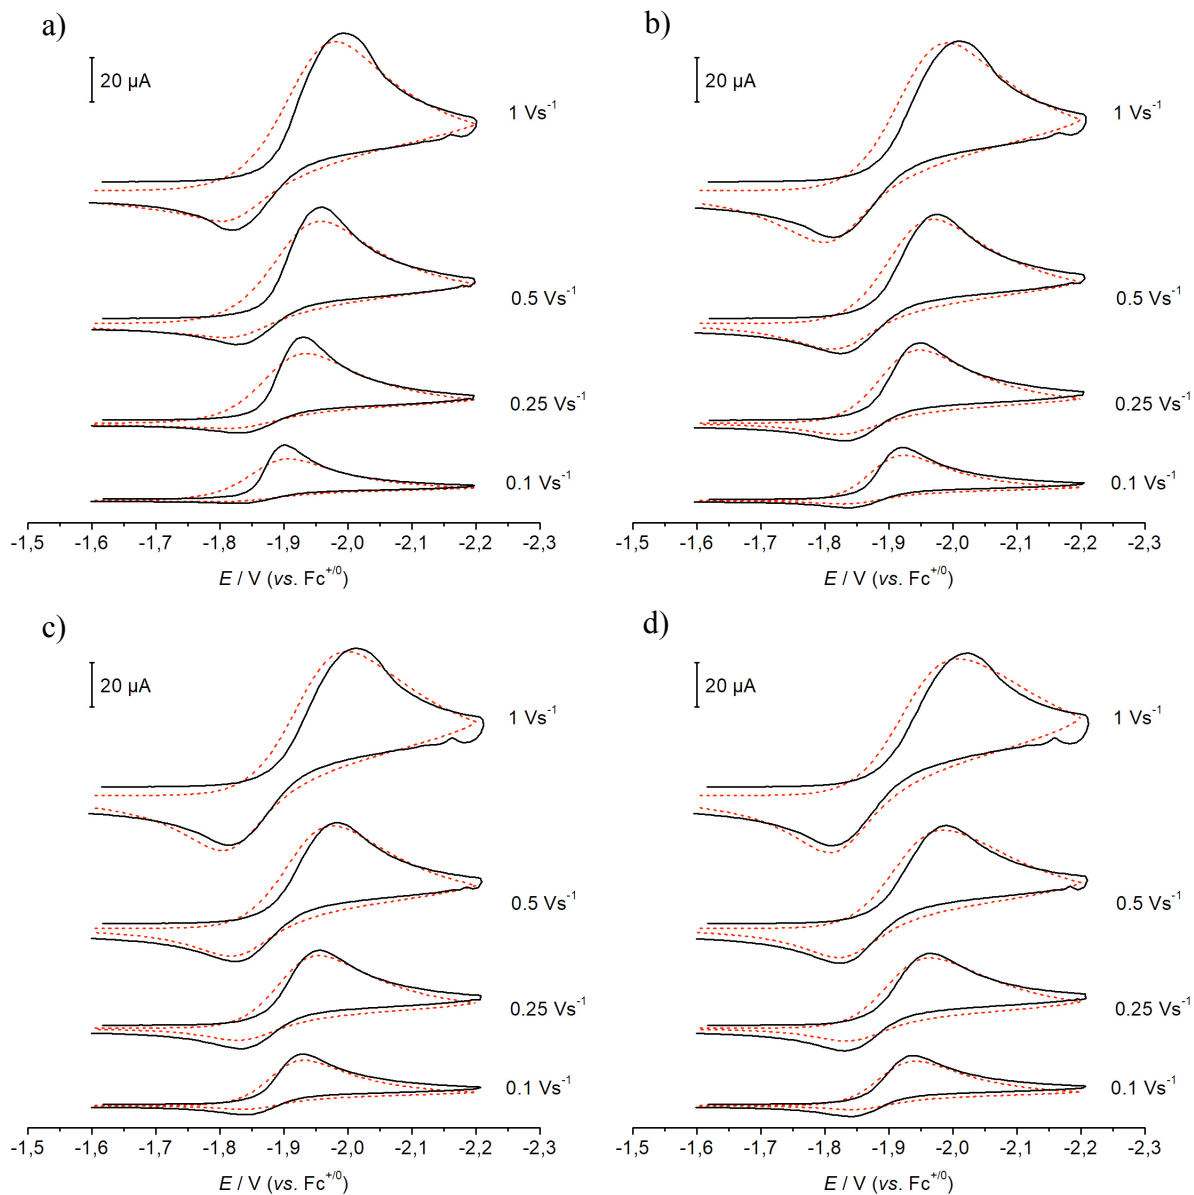 a)
20 µA
1 Vs⁻¹
0.5 Vs⁻¹
0.25 Vs⁻¹
0.1 Vs⁻¹
-1,5 -1,6 -1,7 -1,8 -1,9 -2,0 -2,1 -2,2 -2,3
E / V (vs. Fc⁺ᐟ⁰)
b)
20 µA
1 Vs⁻¹
0.5 Vs⁻¹
0.25 Vs⁻¹
0.1 Vs⁻¹
-1,5 -1,6 -1,7 -1,8 -1,9 -2,0 -2,1 -2,2 -2,3
E / V (vs. Fc⁺ᐟ⁰)
c)
20 µA
1 Vs⁻¹
0.5 Vs⁻¹
0.25 Vs⁻¹
0.1 Vs⁻¹
-1,5 -1,6 -1,7 -1,8 -1,9 -2,0 -2,1 -2,2 -2,3
E / V (vs. Fc⁺ᐟ⁰)
d)
20 µA
1 Vs⁻¹
0.5 Vs⁻¹
0.25 Vs⁻¹
0.1 Vs⁻¹
-1,5 -1,6 -1,7 -1,8 -1,9 -2,0 -2,1 -2,2 -2,3
E / V (vs. Fc⁺ᐟ⁰)